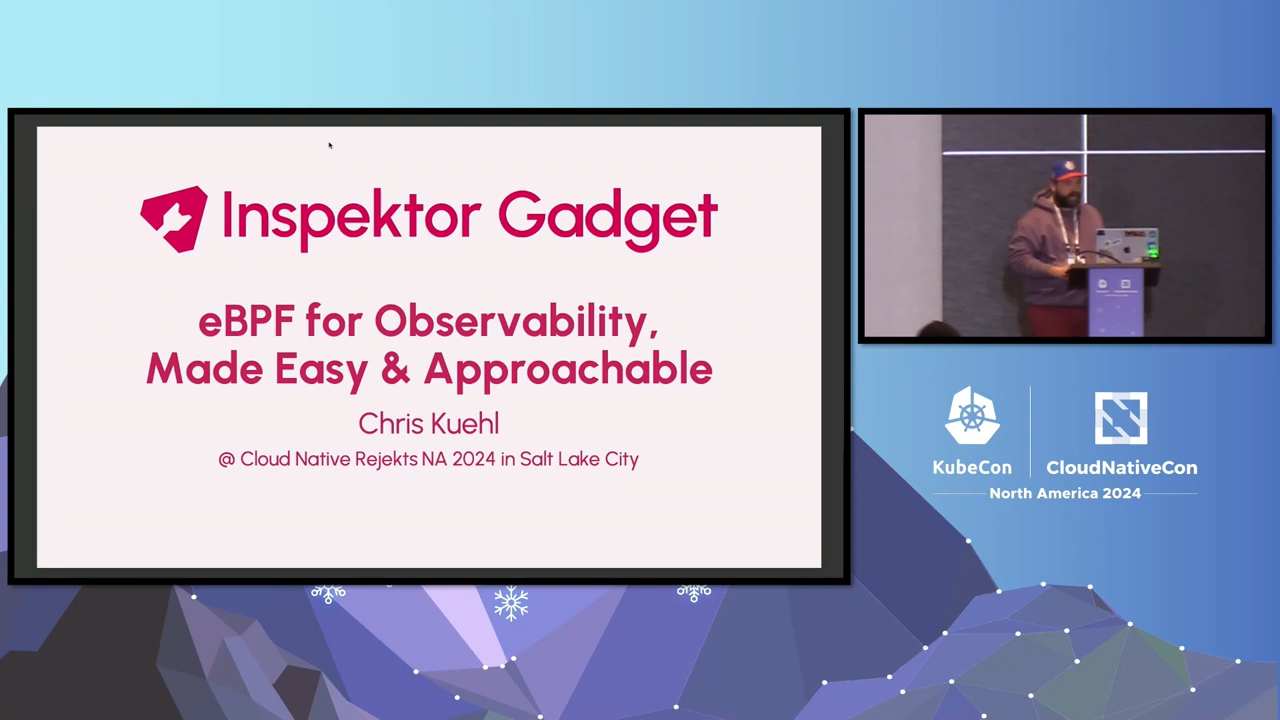 Inspektor Gadget
eBPF for Observability,
Made Easy & Approachable
Chris Kuehl
@ Cloud Native Rejekts NA 2024 in Salt Lake City
KubeCon
CloudNativeCon
North America 2024